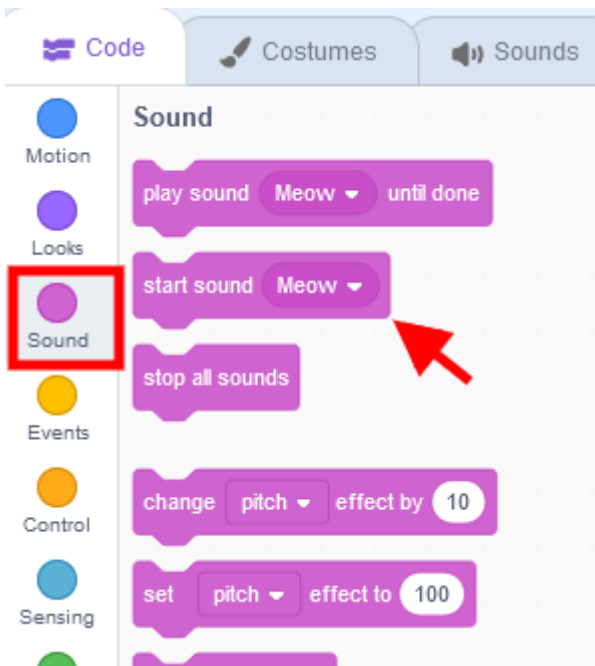 Code Costumes Sounds
Sound
Motion
play sound Meow until done
Looks
start sound Meow
Sound
stop all sounds
Events
change pitch effect by 10
Control
set pitch effect to 100
Sensing